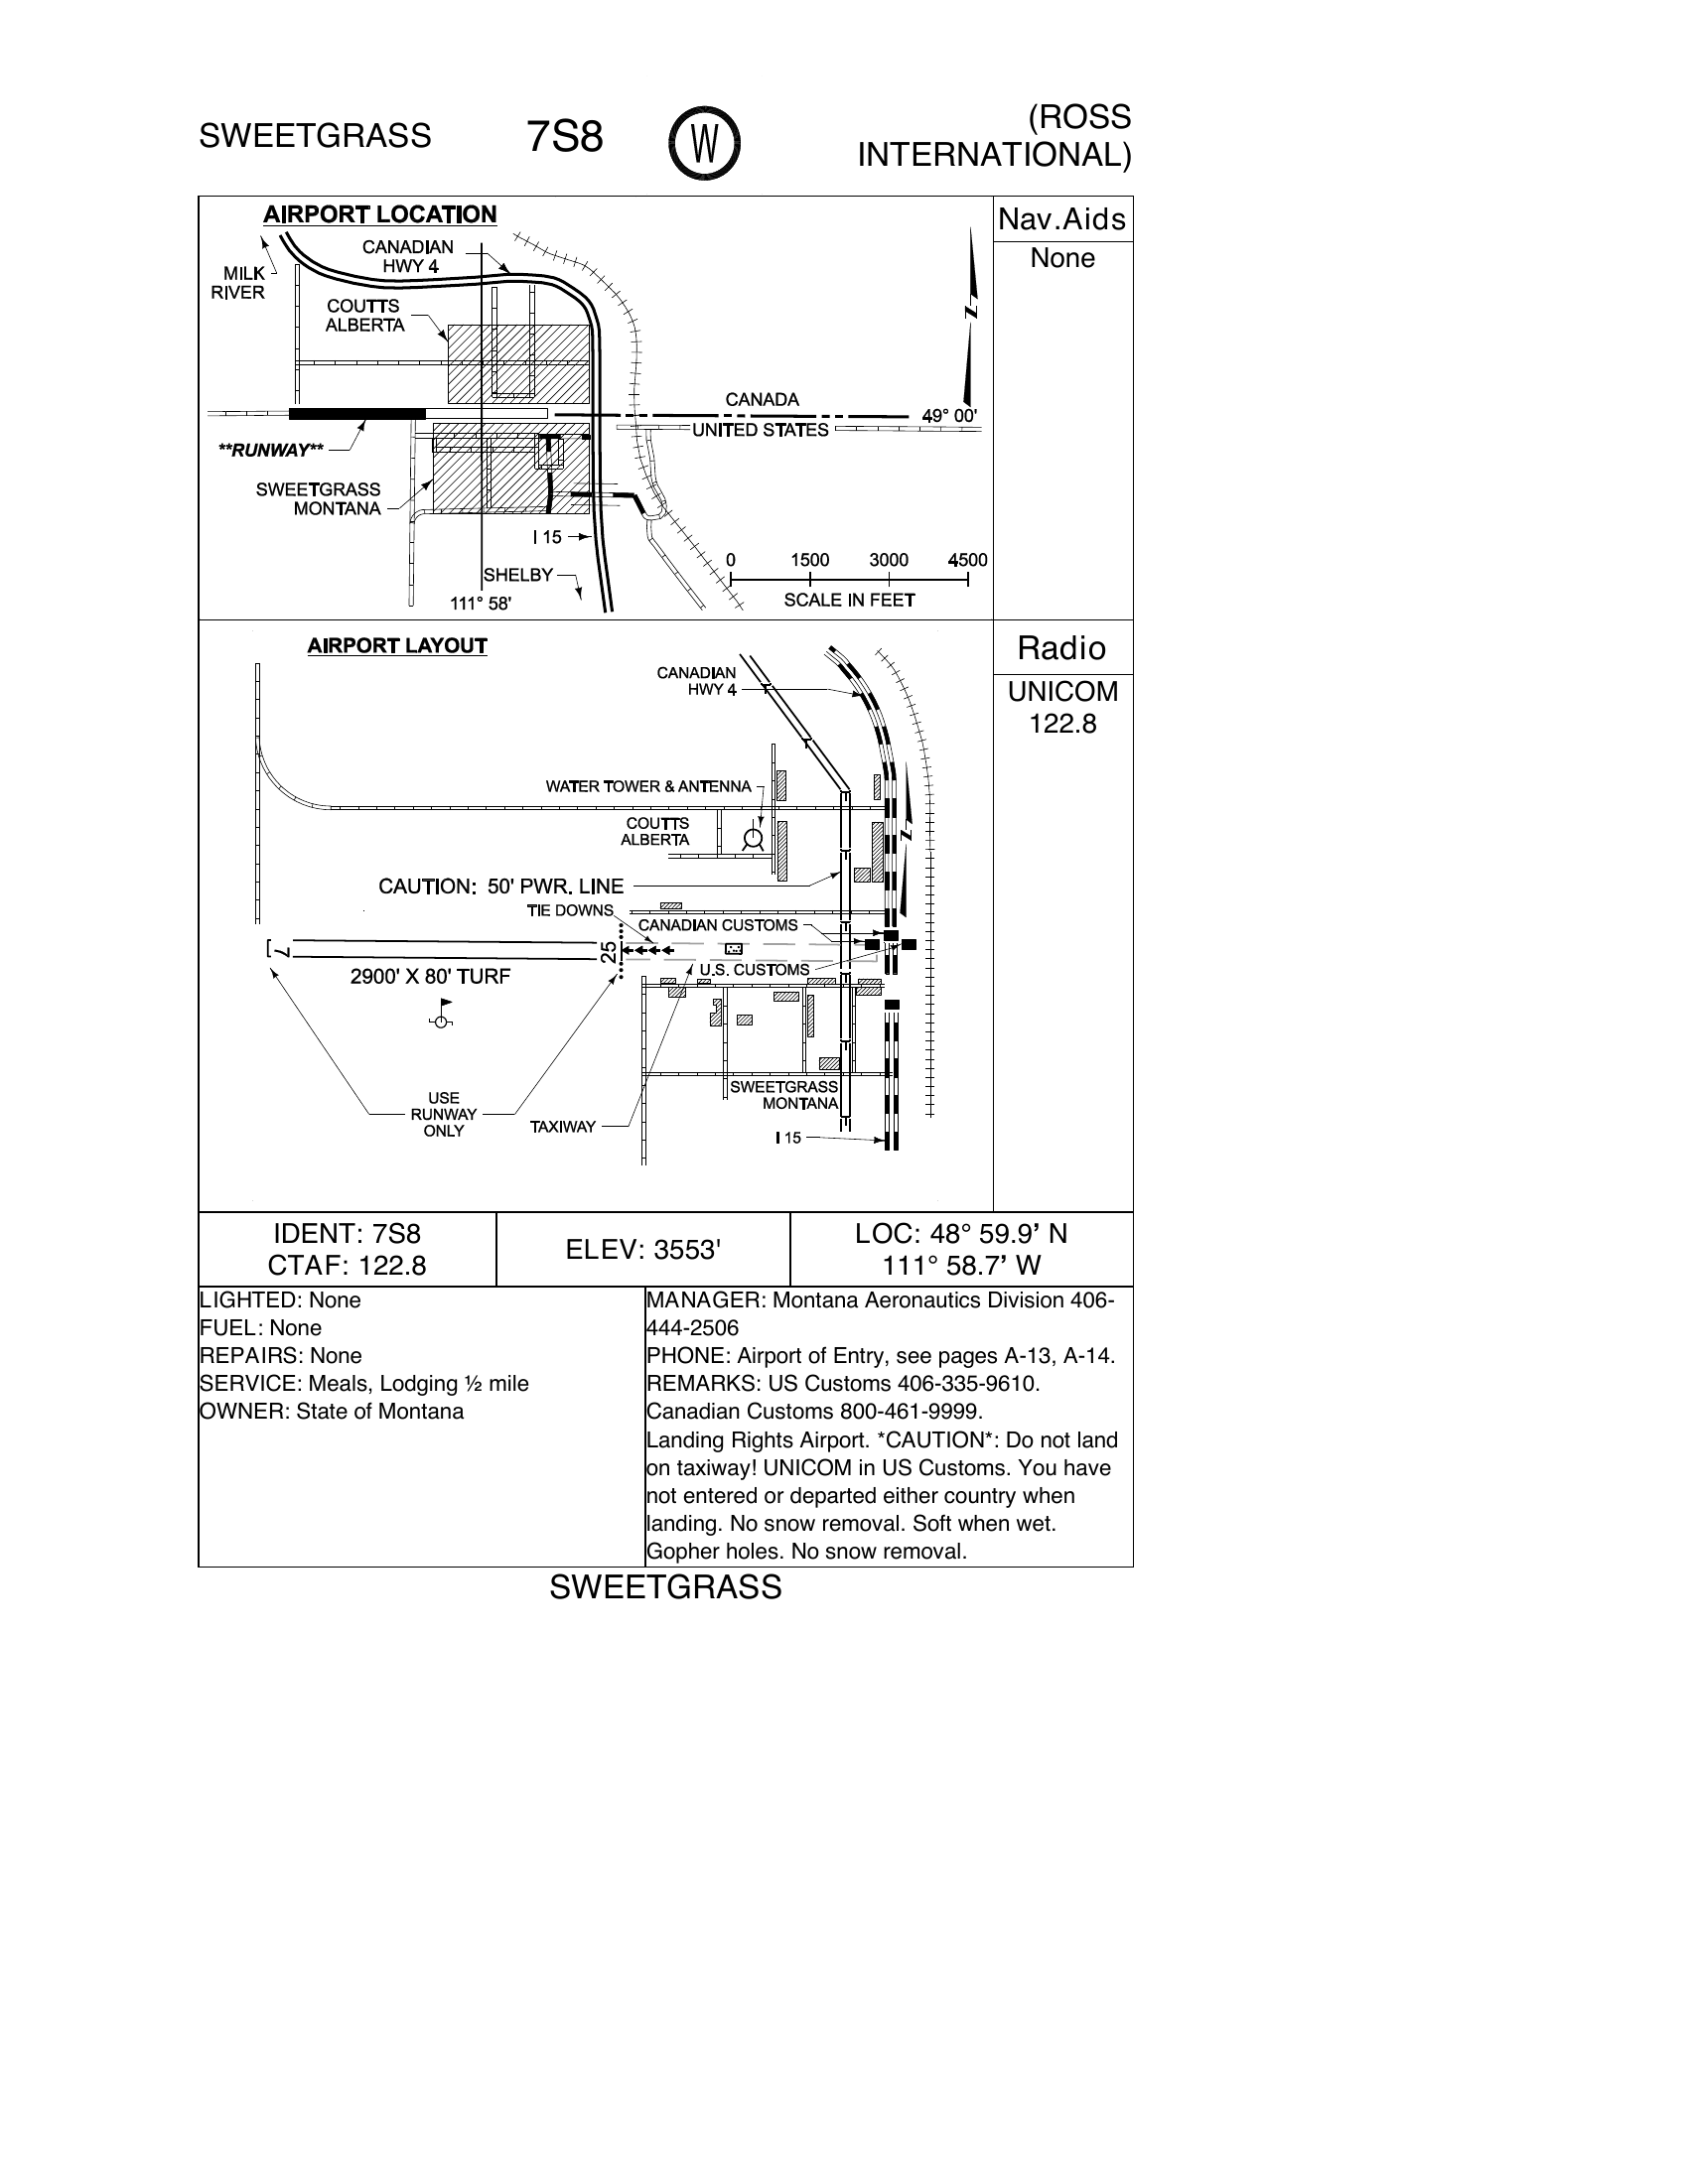 SWEETGRASS 7S8 W (ROSS
INTERNATIONAL)
AIRPORT LOCATION
CANADIAN
HWY 4
MILK
RIVER
COUTTS
ALBERTA
N
CANADA
49° 00'
UNITED STATES
**RUNWAY**
SWEETGRASS
MONTANA
I 15
SHELBY
111° 58'
0 1500 3000 4500
SCALE IN FEET
Nav.Aids
None
AIRPORT LAYOUT
CANADIAN
HWY 4
WATER TOWER & ANTENNA
COUTTS
ALBERTA
N
CAUTION: 50' PWR. LINE
TIE DOWNS
CANADIAN CUSTOMS
7
25
U.S. CUSTOMS
2900' X 80' TURF
USE
RUNWAY
ONLY
TAXIWAY
SWEETGRASS
MONTANA
I 15
Radio
UNICOM
122.8
IDENT: 7S8
CTAF: 122.8
ELEV: 3553'
LOC: 48° 59.9’ N
111° 58.7’ W
LIGHTED: None
FUEL: None
REPAIRS: None
SERVICE: Meals, Lodging ½ mile
OWNER: State of Montana
MANAGER: Montana Aeronautics Division 406-
444-2506
PHONE: Airport of Entry, see pages A-13, A-14.
REMARKS: US Customs 406-335-9610.
Canadian Customs 800-461-9999.
Landing Rights Airport. *CAUTION*: Do not land
on taxiway! UNICOM in US Customs. You have
not entered or departed either country when
landing. No snow removal. Soft when wet.
Gopher holes. No snow removal.
SWEETGRASS